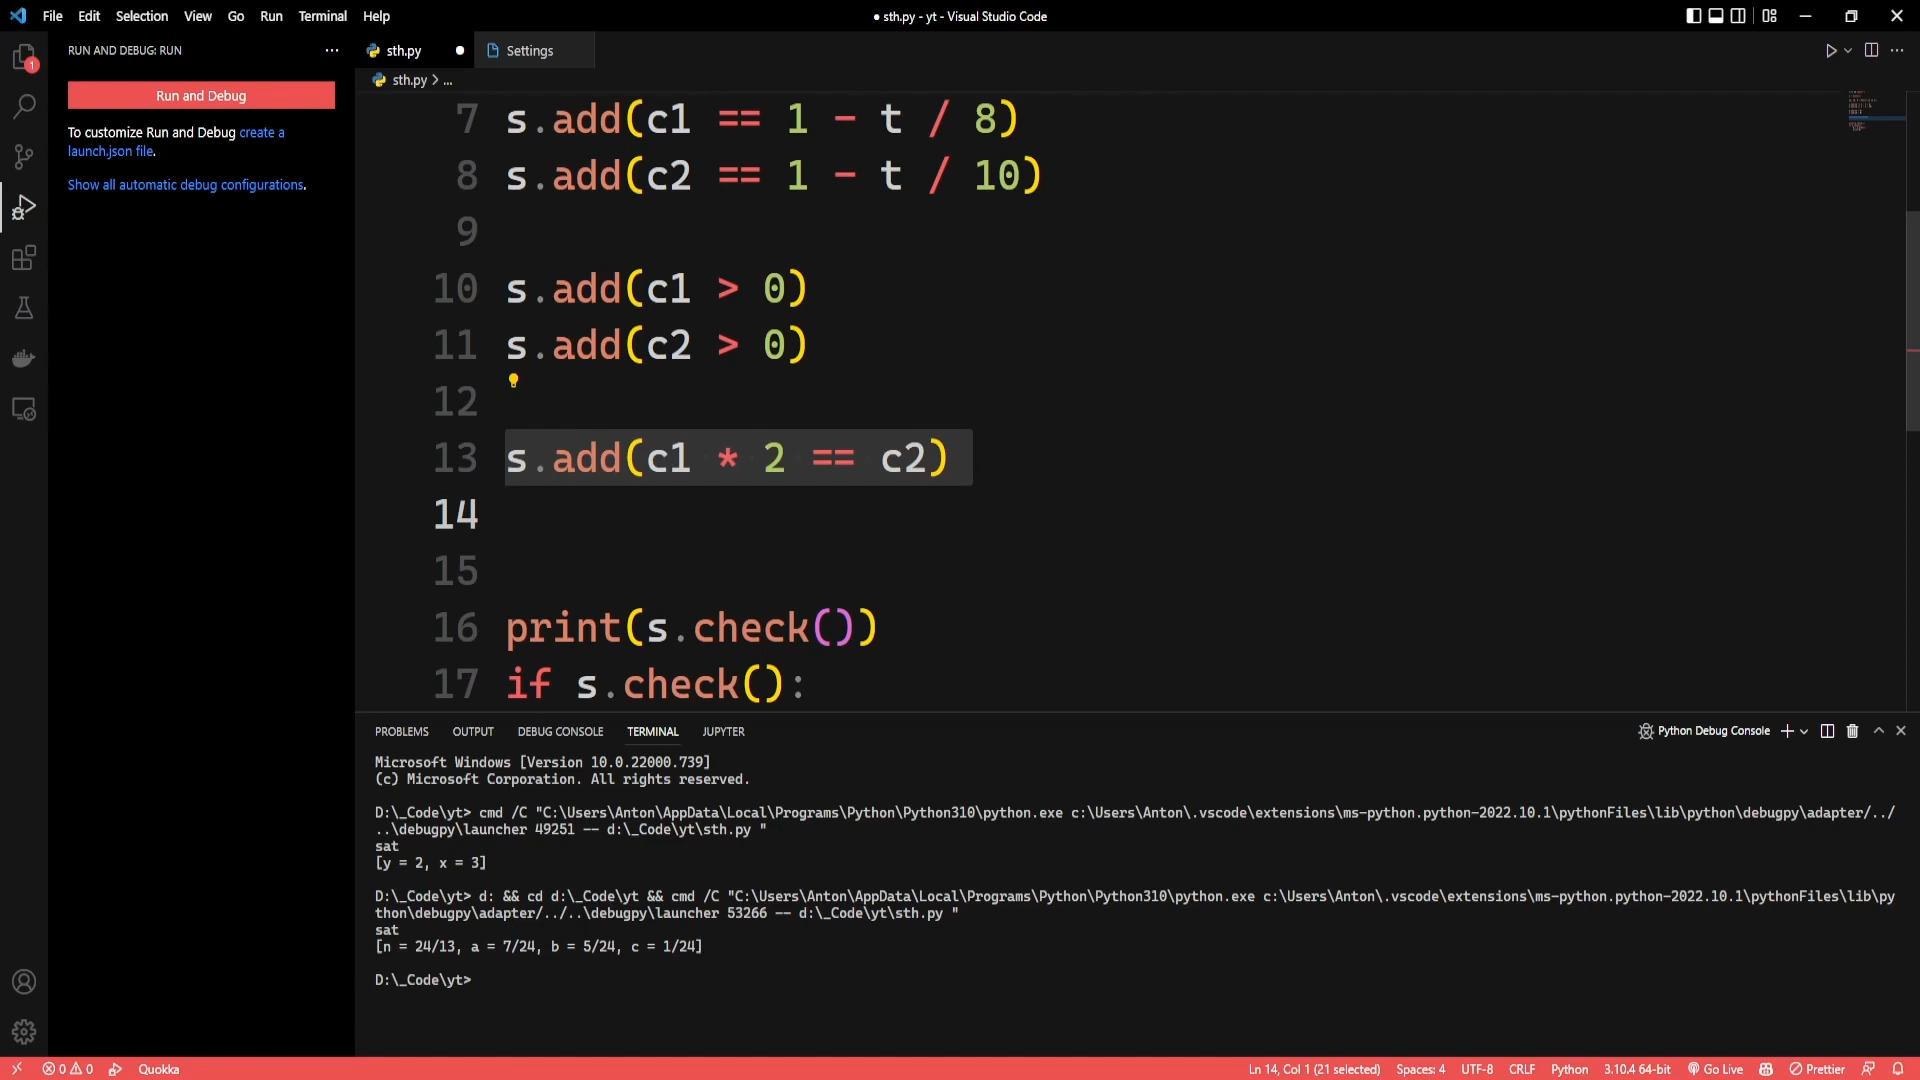 File Edit Selection View Go Run Terminal Help
● sth.py - yt - Visual Studio Code
RUN AND DEBUG: RUN
sth.py
Settings
1
sth.py > ...
Run and Debug
To customize Run and Debug create a
launch.json file.
Show all automatic debug configurations.
7 s.add(c1 == 1 - t / 8)
8 s.add(c2 == 1 - t / 10)
9
10 s.add(c1 > 0)
11 s.add(c2 > 0)
12
13 s.add(c1 * 2 == c2)
14
15
16 print(s.check())
17 if s.check():
PROBLEMS OUTPUT DEBUG CONSOLE TERMINAL JUPYTER
Python Debug Console
Microsoft Windows [Version 10.0.22000.739]
(c) Microsoft Corporation. All rights reserved.
D:\_Code\yt> cmd /C "C:\Users\Anton\AppData\Local\Programs\Python\Python310\python.exe c:\Users\Anton\.vscode\extensions\ms-python.python-2022.10.1\pythonFiles\lib\python\debugpy\adapter/../
..\debugpy\launcher 49251 -- d:\_Code\yt\sth.py "
sat
[y = 2, x = 3]
D:\_Code\yt> d: && cd d:\_Code\yt && cmd /C "C:\Users\Anton\AppData\Local\Programs\Python\Python310\python.exe c:\Users\Anton\.vscode\extensions\ms-python.python-2022.10.1\pythonFiles\lib\py
thon\debugpy\adapter/../..\debugpy\launcher 53266 -- d:\_Code\yt\sth.py "
sat
[n = 24/13, a = 7/24, b = 5/24, c = 1/24]
D:\_Code\yt>
0 0 Quokka
Ln 14, Col 1 (21 selected) Spaces: 4 UTF-8 CRLF Python 3.10.4 64-bit Go Live Prettier